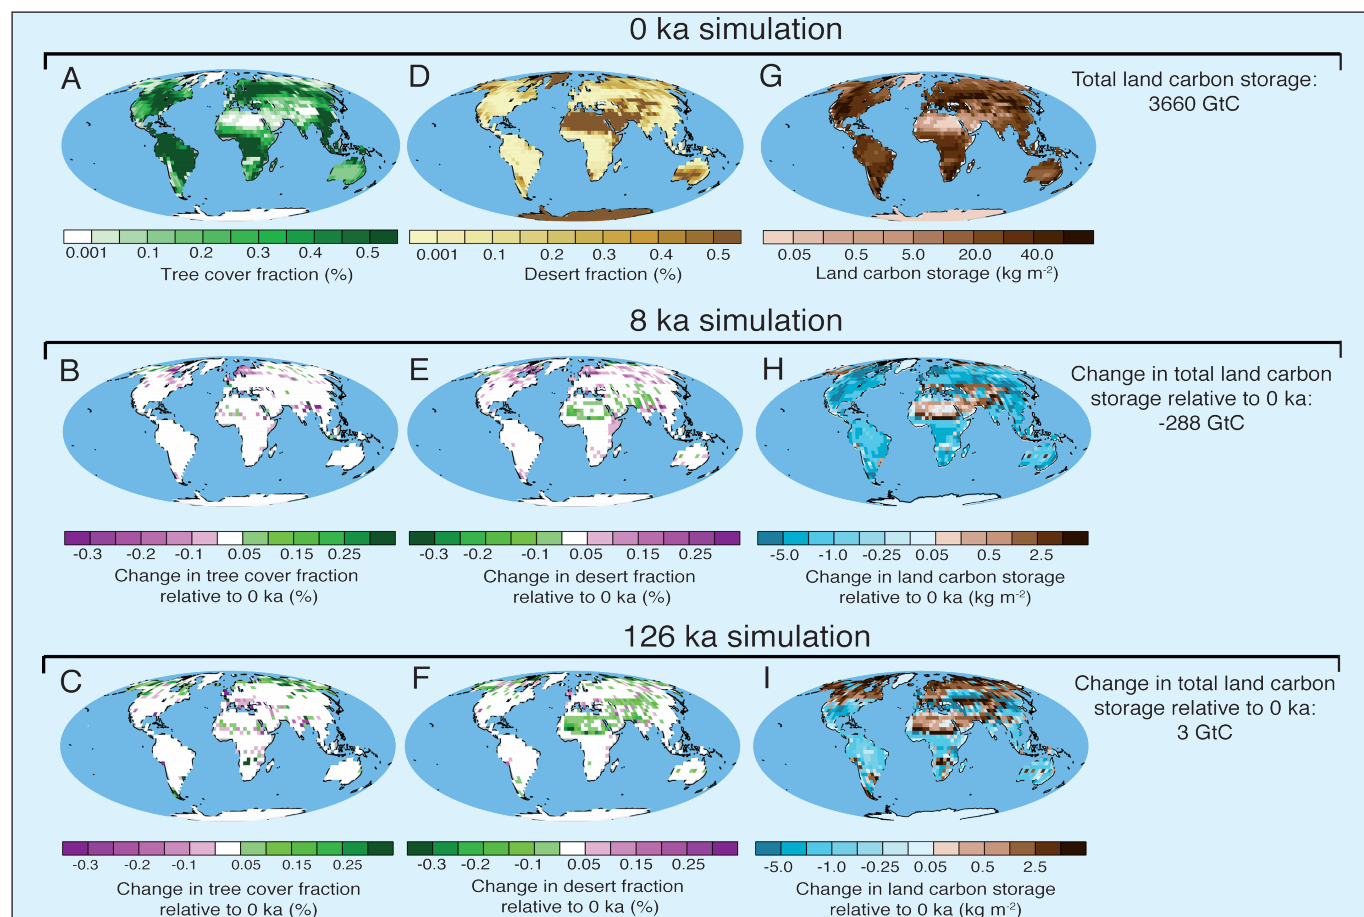 0 ka simulation
A
D
G
Total land carbon storage:
3660 GtC
0.001 0.1 0.2 0.3 0.4 0.5
Tree cover fraction (%)
0.001 0.1 0.2 0.3 0.4 0.5
Desert fraction (%)
0.05 0.5 5.0 20.0 40.0
Land carbon storage (kg m-2)
8 ka simulation
B
E
H
Change in total land carbon
storage relative to 0 ka:
-288 GtC
-0.3 -0.2 -0.1 0.05 0.15 0.25
Change in tree cover fraction
relative to 0 ka (%)
-0.3 -0.2 -0.1 0.05 0.15 0.25
Change in desert fraction
relative to 0 ka (%)
-5.0 -1.0 -0.25 0.05 0.5 2.5
Change in land carbon storage
relative to 0 ka (kg m-2)
126 ka simulation
C
F
I
Change in total land carbon
storage relative to 0 ka:
3 GtC
-0.3 -0.2 -0.1 0.05 0.15 0.25
Change in tree cover fraction
relative to 0 ka (%)
-0.3 -0.2 -0.1 0.05 0.15 0.25
Change in desert fraction
relative to 0 ka (%)
-5.0 -1.0 -0.25 0.05 0.5 2.5
Change in land carbon storage
relative to 0 ka (kg m-2)